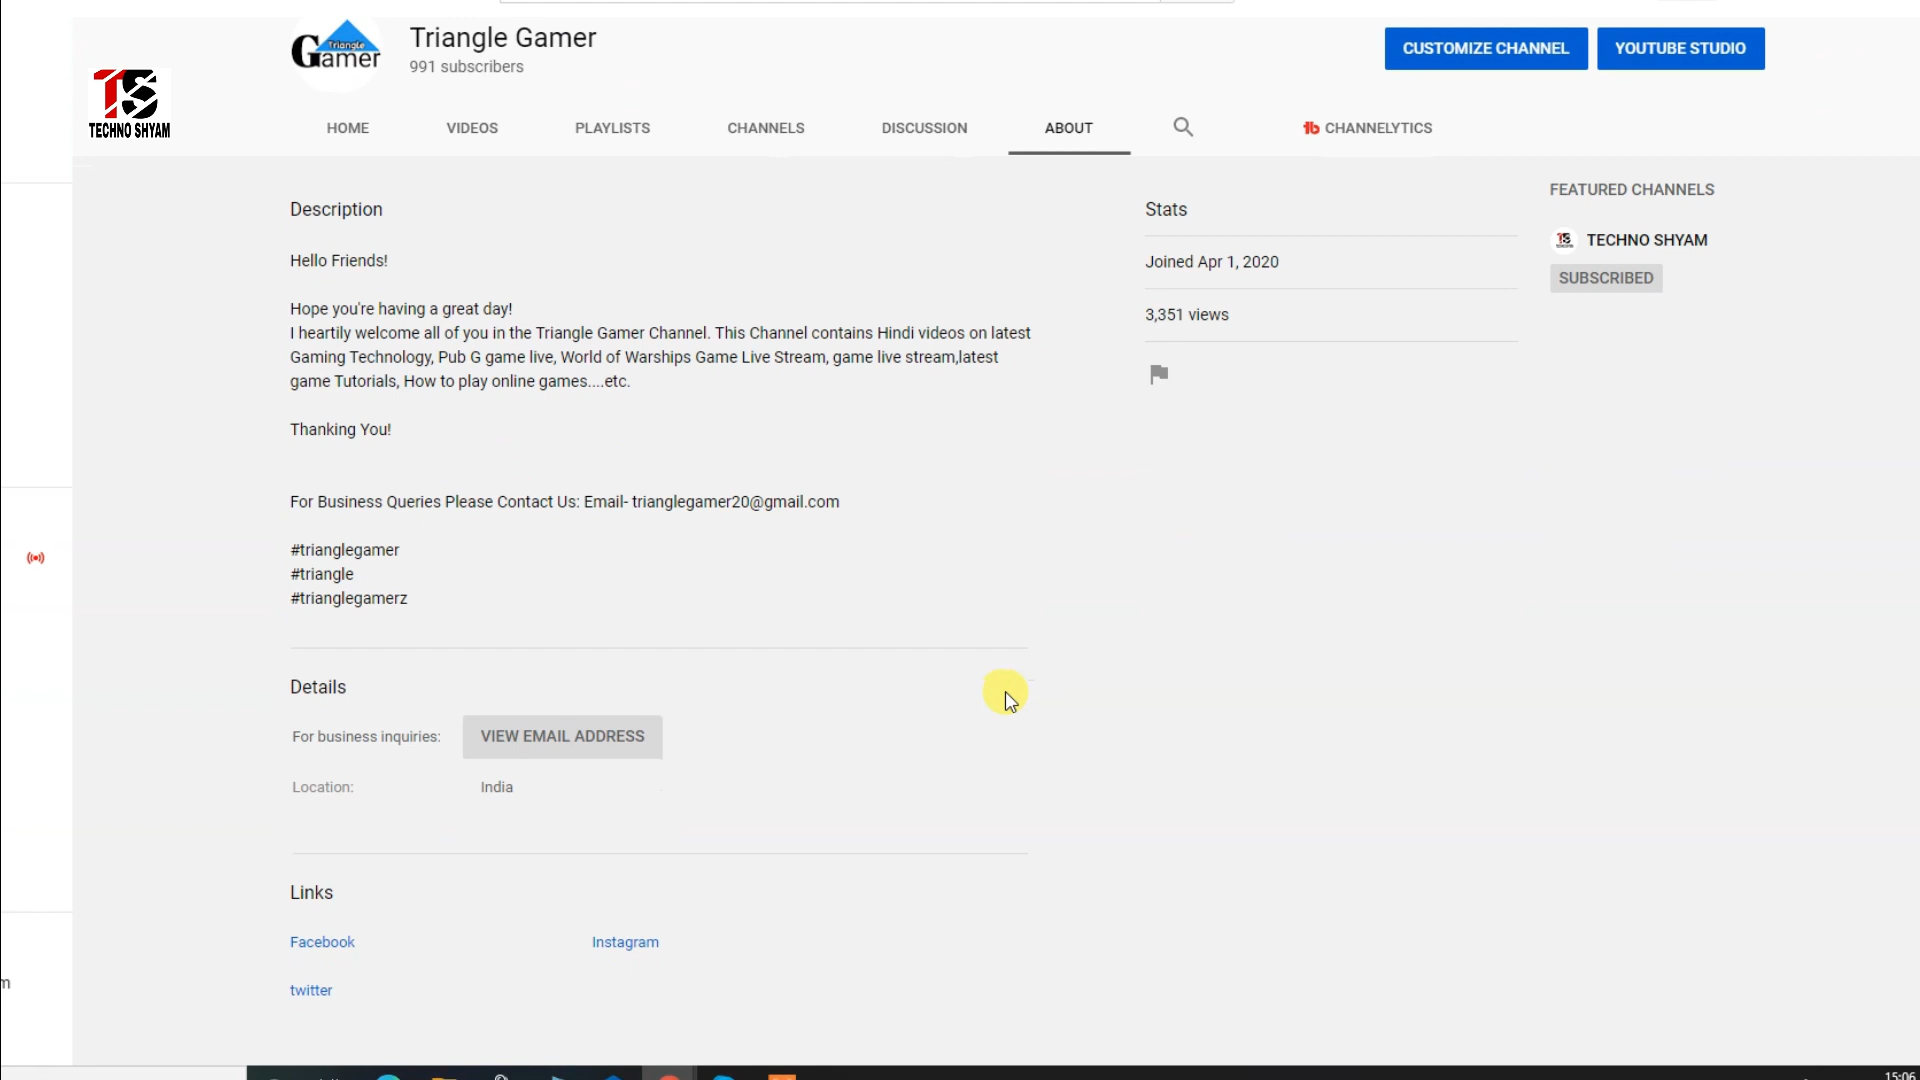 Triangle
Gamer
Triangle Gamer
991 subscribers
CUSTOMIZE CHANNEL
YOUTUBE STUDIO
TS
TECHNO SHYAM
HOME
VIDEOS
PLAYLISTS
CHANNELS
DISCUSSION
ABOUT
CHANNELYTICS
Description
Hello Friends!
Hope you're having a great day!
I heartily welcome all of you in the Triangle Gamer Channel. This Channel contains Hindi videos on latest
Gaming Technology, Pub G game live, World of Warships Game Live Stream, game live stream,latest
game Tutorials, How to play online games....etc.
Thanking You!
For Business Queries Please Contact Us: Email- trianglegamer20@gmail.com
#trianglegamer
#triangle
#trianglegamerz
Stats
Joined Apr 1, 2020
3,351 views
FEATURED CHANNELS
TECHNO SHYAM
SUBSCRIBED
Details
For business inquiries:
VIEW EMAIL ADDRESS
Location:
India
Links
Facebook
Instagram
twitter
m
15:06